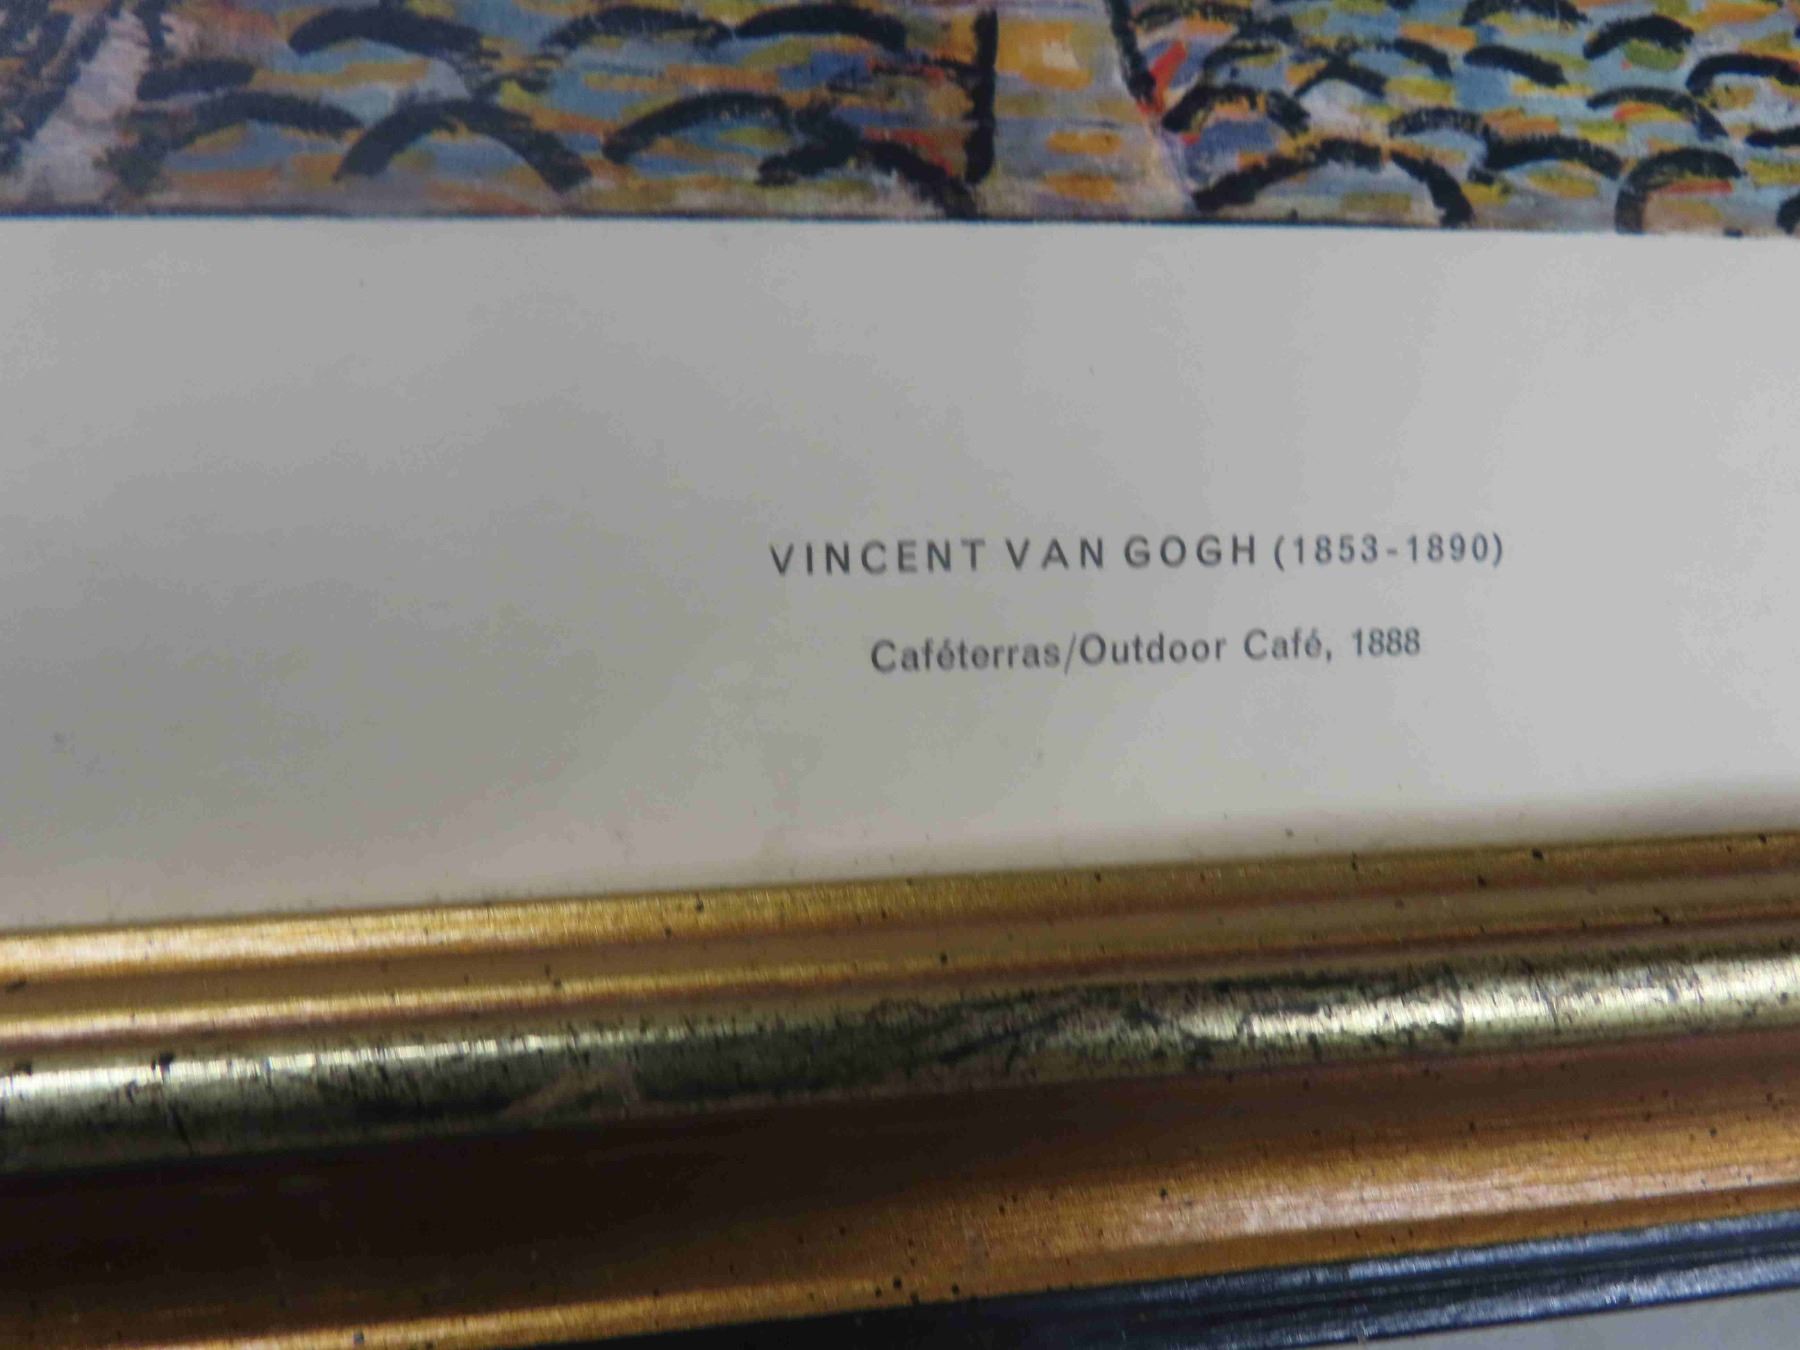 VINCENT VAN GOGH (1853-1890)
Caféterras/Outdoor Café, 1888